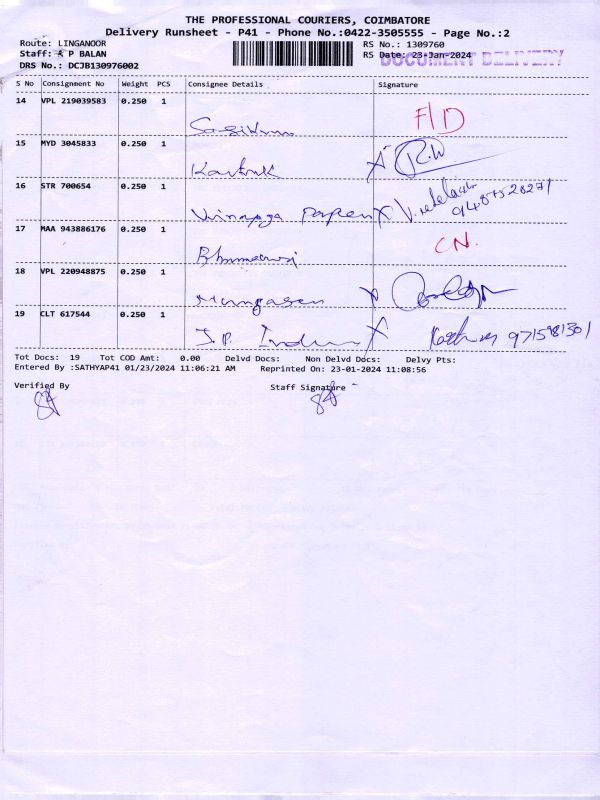 THE PROFESSIONAL COURIERS, COIMBATORE
Delivery Runsheet - P41 - Phone No.:0422-3505555 - Page No.:2
Route: LINGANOOR RS No.: 1309760
Staff: A P BALAN RS Date: 23-Jan-2024
DOCUMENT DELIVERY
DRS No.: DCJB130976002
S No Consignment No Weight PCS Consignee Details Signature
14 VPL 219039583 0.250 1
F/D
15 MYD 3045833 0.250 1
R.W
Kartik
16 STR 700654 0.250 1
17 MAA 943886176 0.250 1
CN.
18 VPL 220948875 0.250 1
19 CLT 617544 0.250 1
J.P.
Tot Docs: 19 Tot COD Amt: 0.00 Delvd Docs: Non Delvd Docs: Delvy Pts:
Entered By :SATHYAP41 01/23/2024 11:06:21 AM Reprinted On: 23-01-2024 11:08:56
Verified By Staff Signature